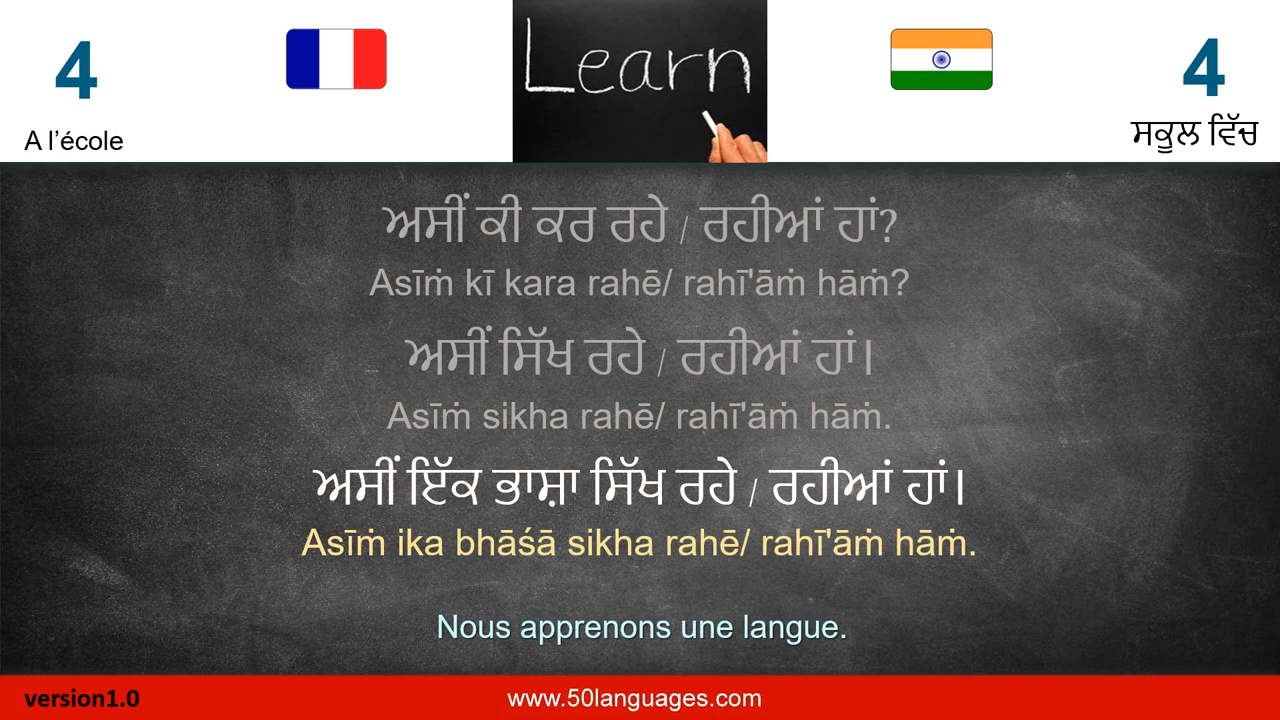 4
A l’école
Learn
4
ਸਕੂਲ ਵਿੱਚ
ਅਸੀਂ ਕੀ ਕਰ ਰਹੇ / ਰਹੀਆਂ ਹਾਂ?
Asīṁ kī kara rahē/ rahī'āṁ hāṁ?
ਅਸੀਂ ਸਿੱਖ ਰਹੇ / ਰਹੀਆਂ ਹਾਂ।
Asīṁ sikha rahē/ rahī'āṁ hāṁ.
ਅਸੀਂ ਇੱਕ ਭਾਸ਼ਾ ਸਿੱਖ ਰਹੇ / ਰਹੀਆਂ ਹਾਂ।
Asīṁ ika bhāśā sikha rahē/ rahī'āṁ hāṁ.
Nous apprenons une langue.
version1.0
www.50languages.com